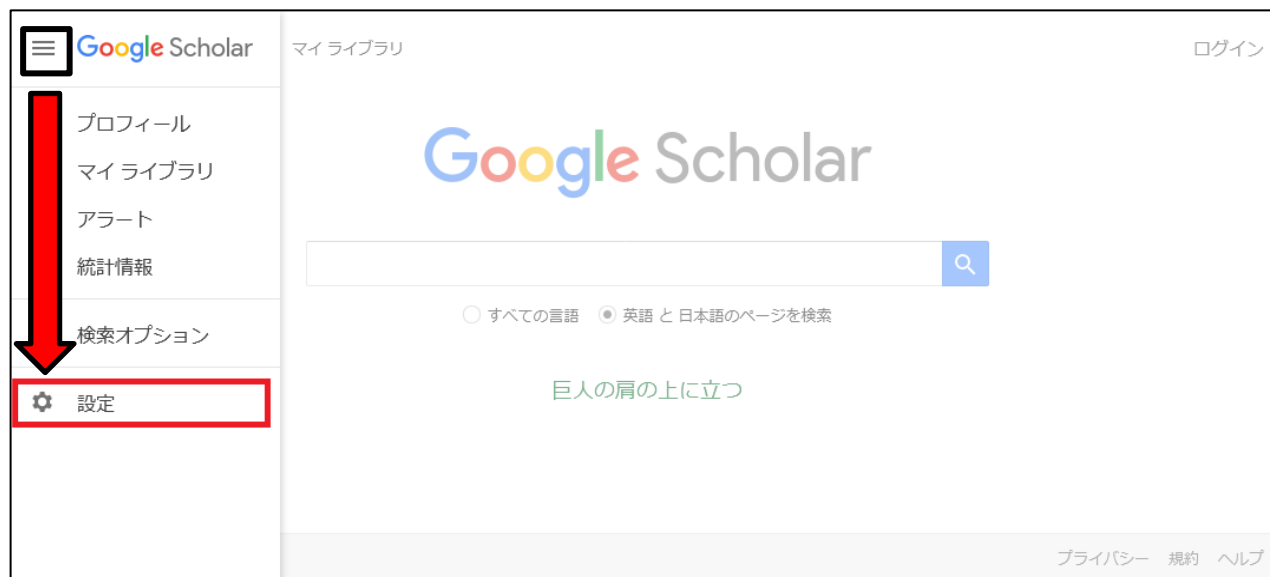 Google Scholar マイ ライブラリ ログイン
プロフィール
マイ ライブラリ
アラート
統計情報
検索オプション
設定
Google Scholar
すべての言語 英語 と 日本語のページを検索
巨人の肩の上に立つ
プライバシー 規約 ヘルプ